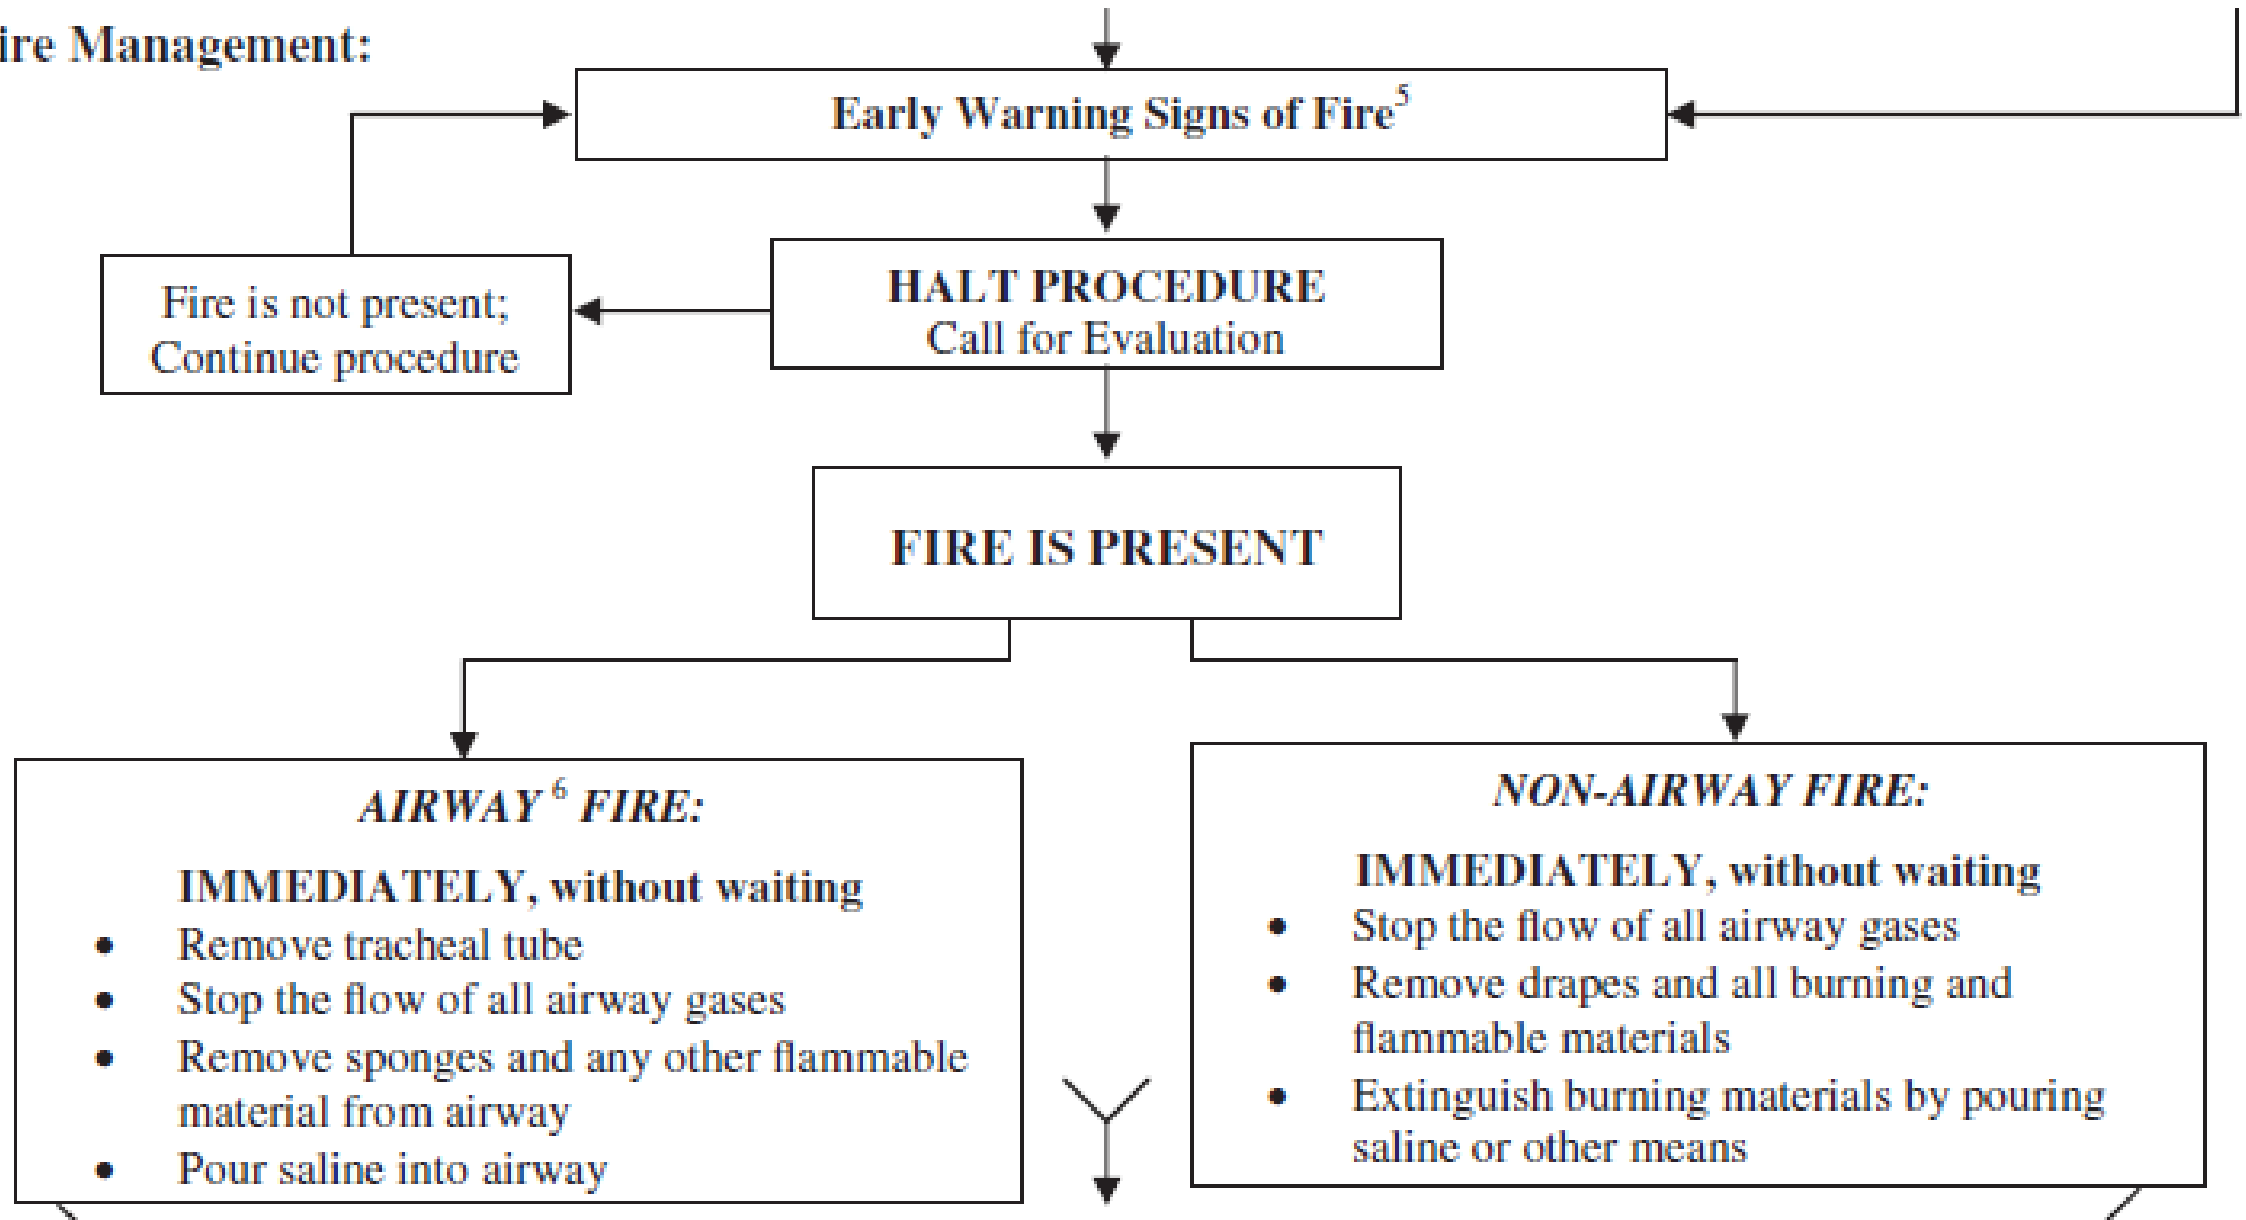 ire Management:
Early Warning Signs of Fire5
HALT PROCEDURE
Call for Evaluation
Fire is not present;
Continue procedure
FIRE IS PRESENT
AIRWAY 6 FIRE:
IMMEDIATELY, without waiting
• Remove tracheal tube
• Stop the flow of all airway gases
• Remove sponges and any other flammable
material from airway
• Pour saline into airway
NON-AIRWAY FIRE:
IMMEDIATELY, without waiting
• Stop the flow of all airway gases
• Remove drapes and all burning and
flammable materials
• Extinguish burning materials by pouring
saline or other means